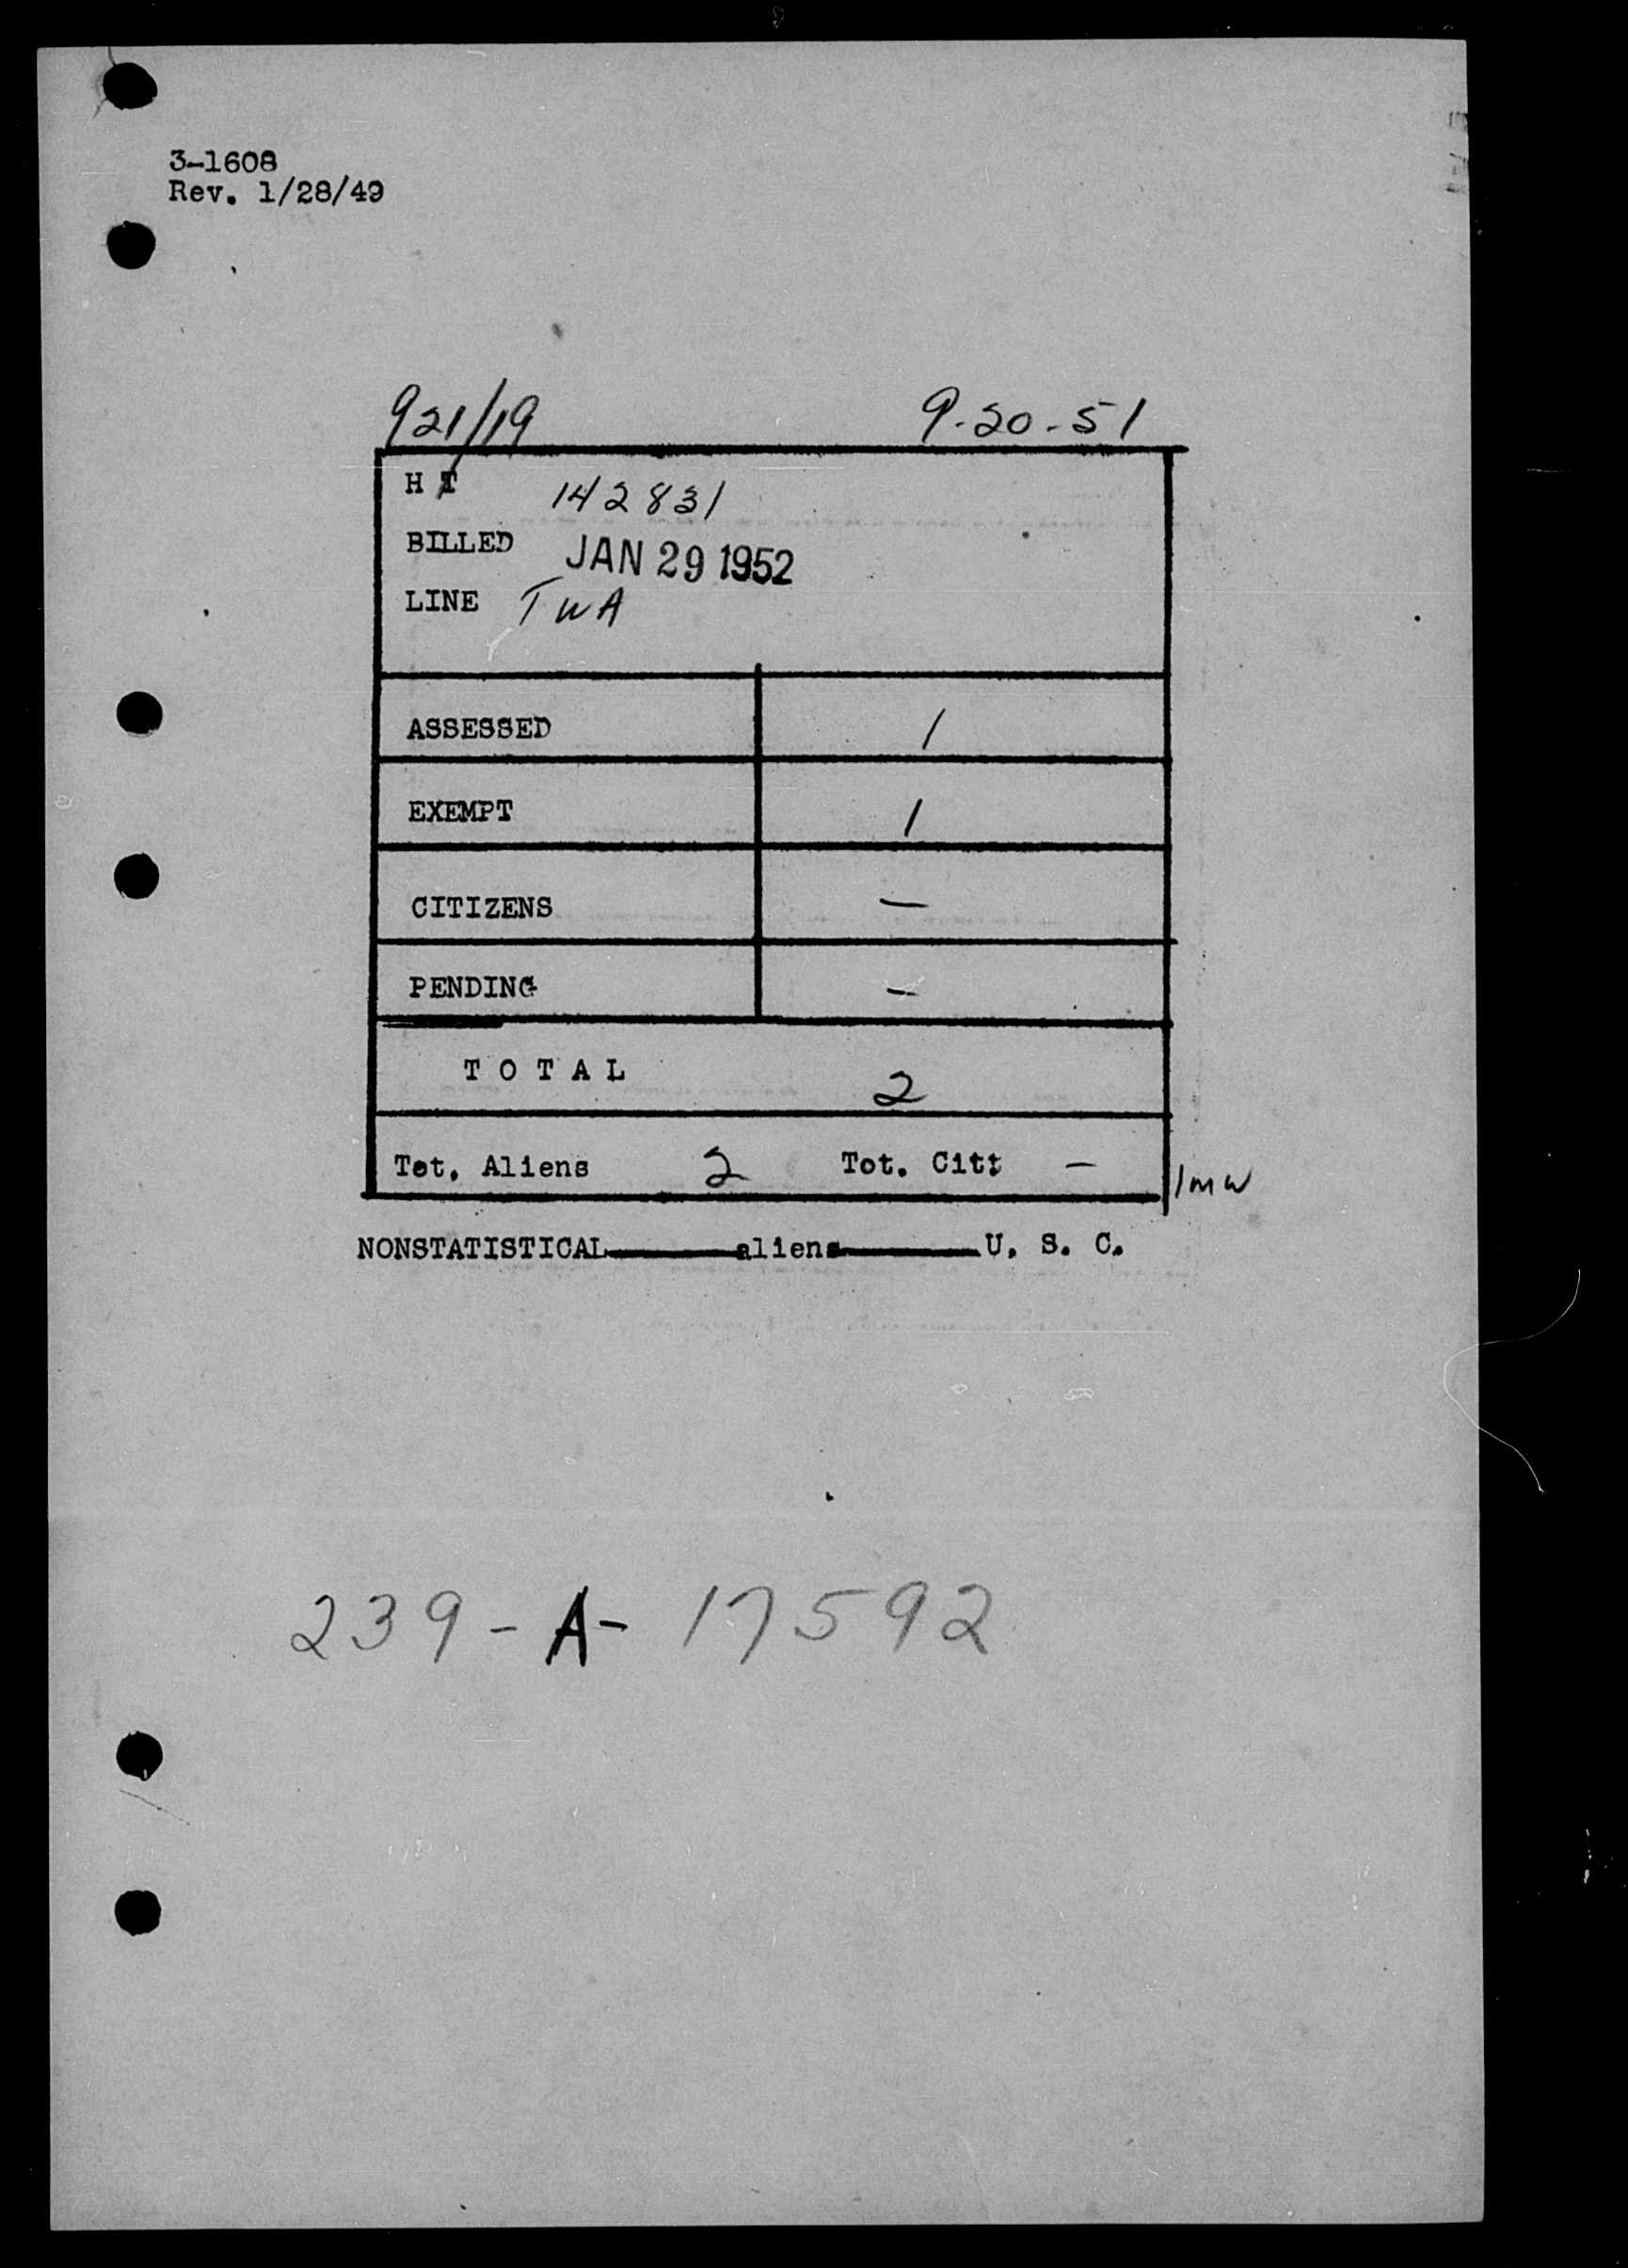 3-1608
Rev. 1/28/49
921/19 9-20-51
H T 142831
BILLED JAN 29 1952
LINE TWA
ASSESSED 1
EXEMPT 1
CITIZENS —
PENDING —
T O T A L 2
Tot. Aliens 2 Tot. Citz — /mw
NONSTATISTICAL aliens U. S. C.
239-A-17592